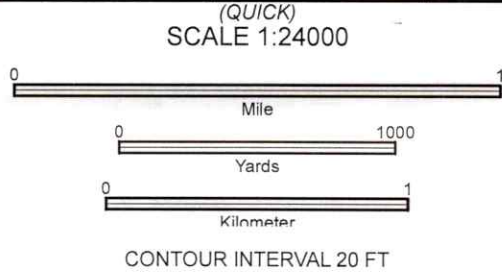 (QUICK)
SCALE 1:24000
0 1
Mile
0 1000
Yards
0 1
Kilometer
CONTOUR INTERVAL 20 FT